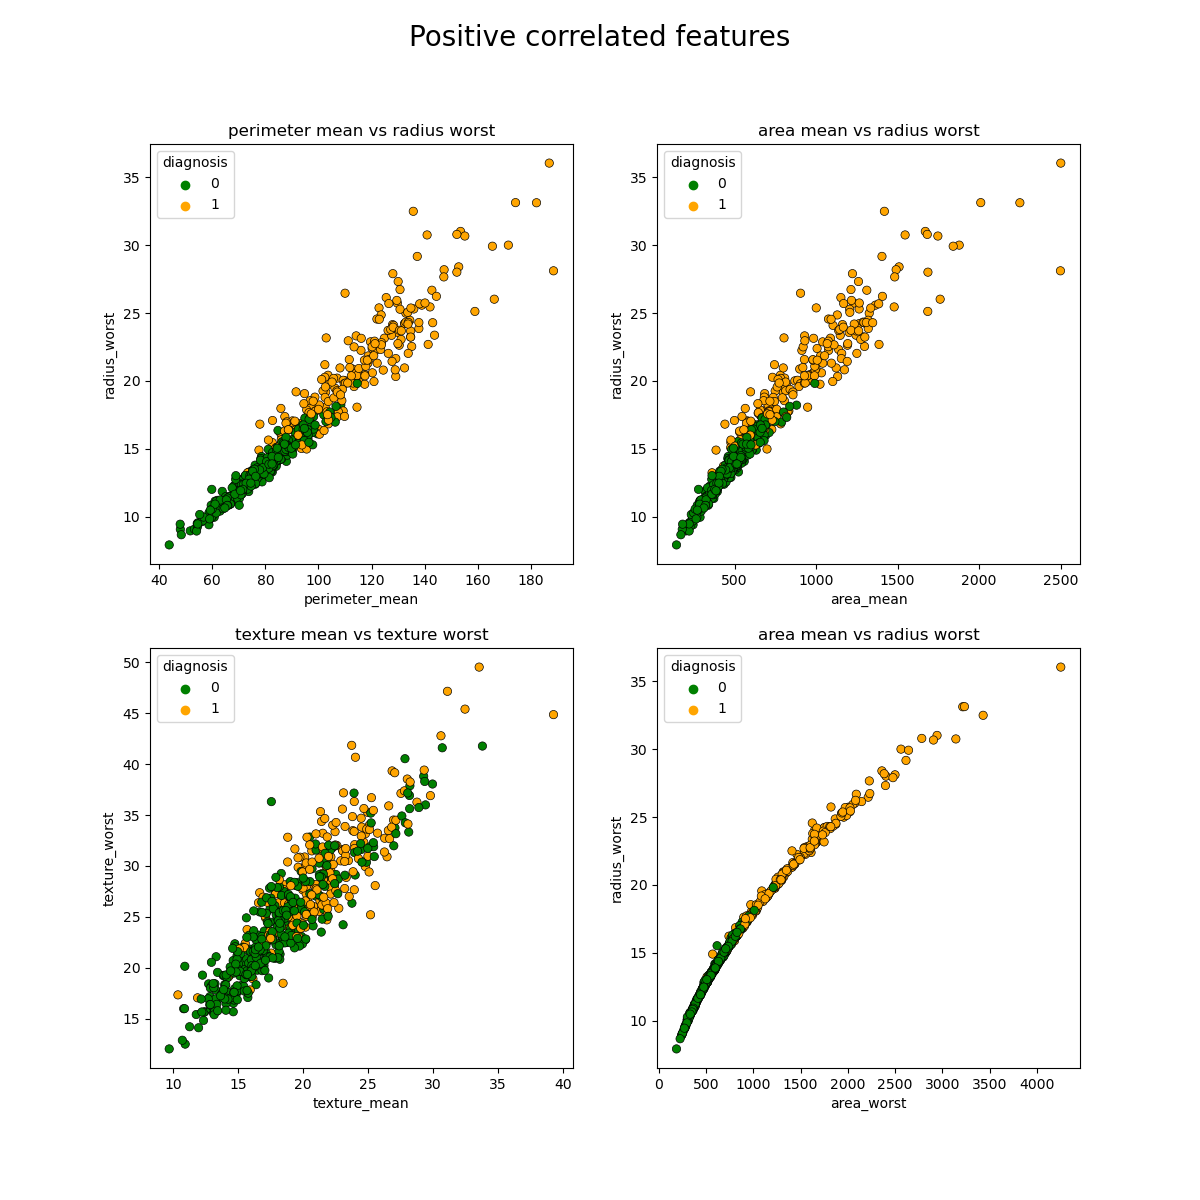 Positive correlated features
perimeter mean vs radius worst
diagnosis
0
1
35
30
25
20
15
10
radius_worst
40 60 80 100 120 140 160 180
perimeter_mean
area mean vs radius worst
diagnosis
0
1
35
30
25
20
15
10
radius_worst
500 1000 1500 2000 2500
area_mean
texture mean vs texture worst
diagnosis
0
1
50
45
40
35
30
25
20
15
texture_worst
10 15 20 25 30 35 40
texture_mean
area mean vs radius worst
diagnosis
0
1
35
30
25
20
15
10
radius_worst
0 500 1000 1500 2000 2500 3000 3500 4000
area_worst